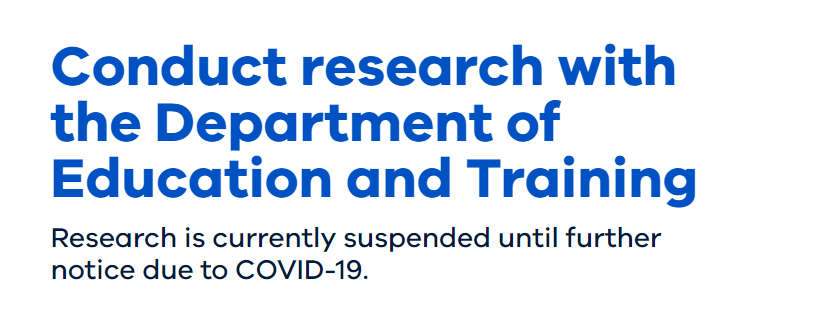 Conduct research with
the Department of
Education and Training
Research is currently suspended until further
notice due to COVID-19.